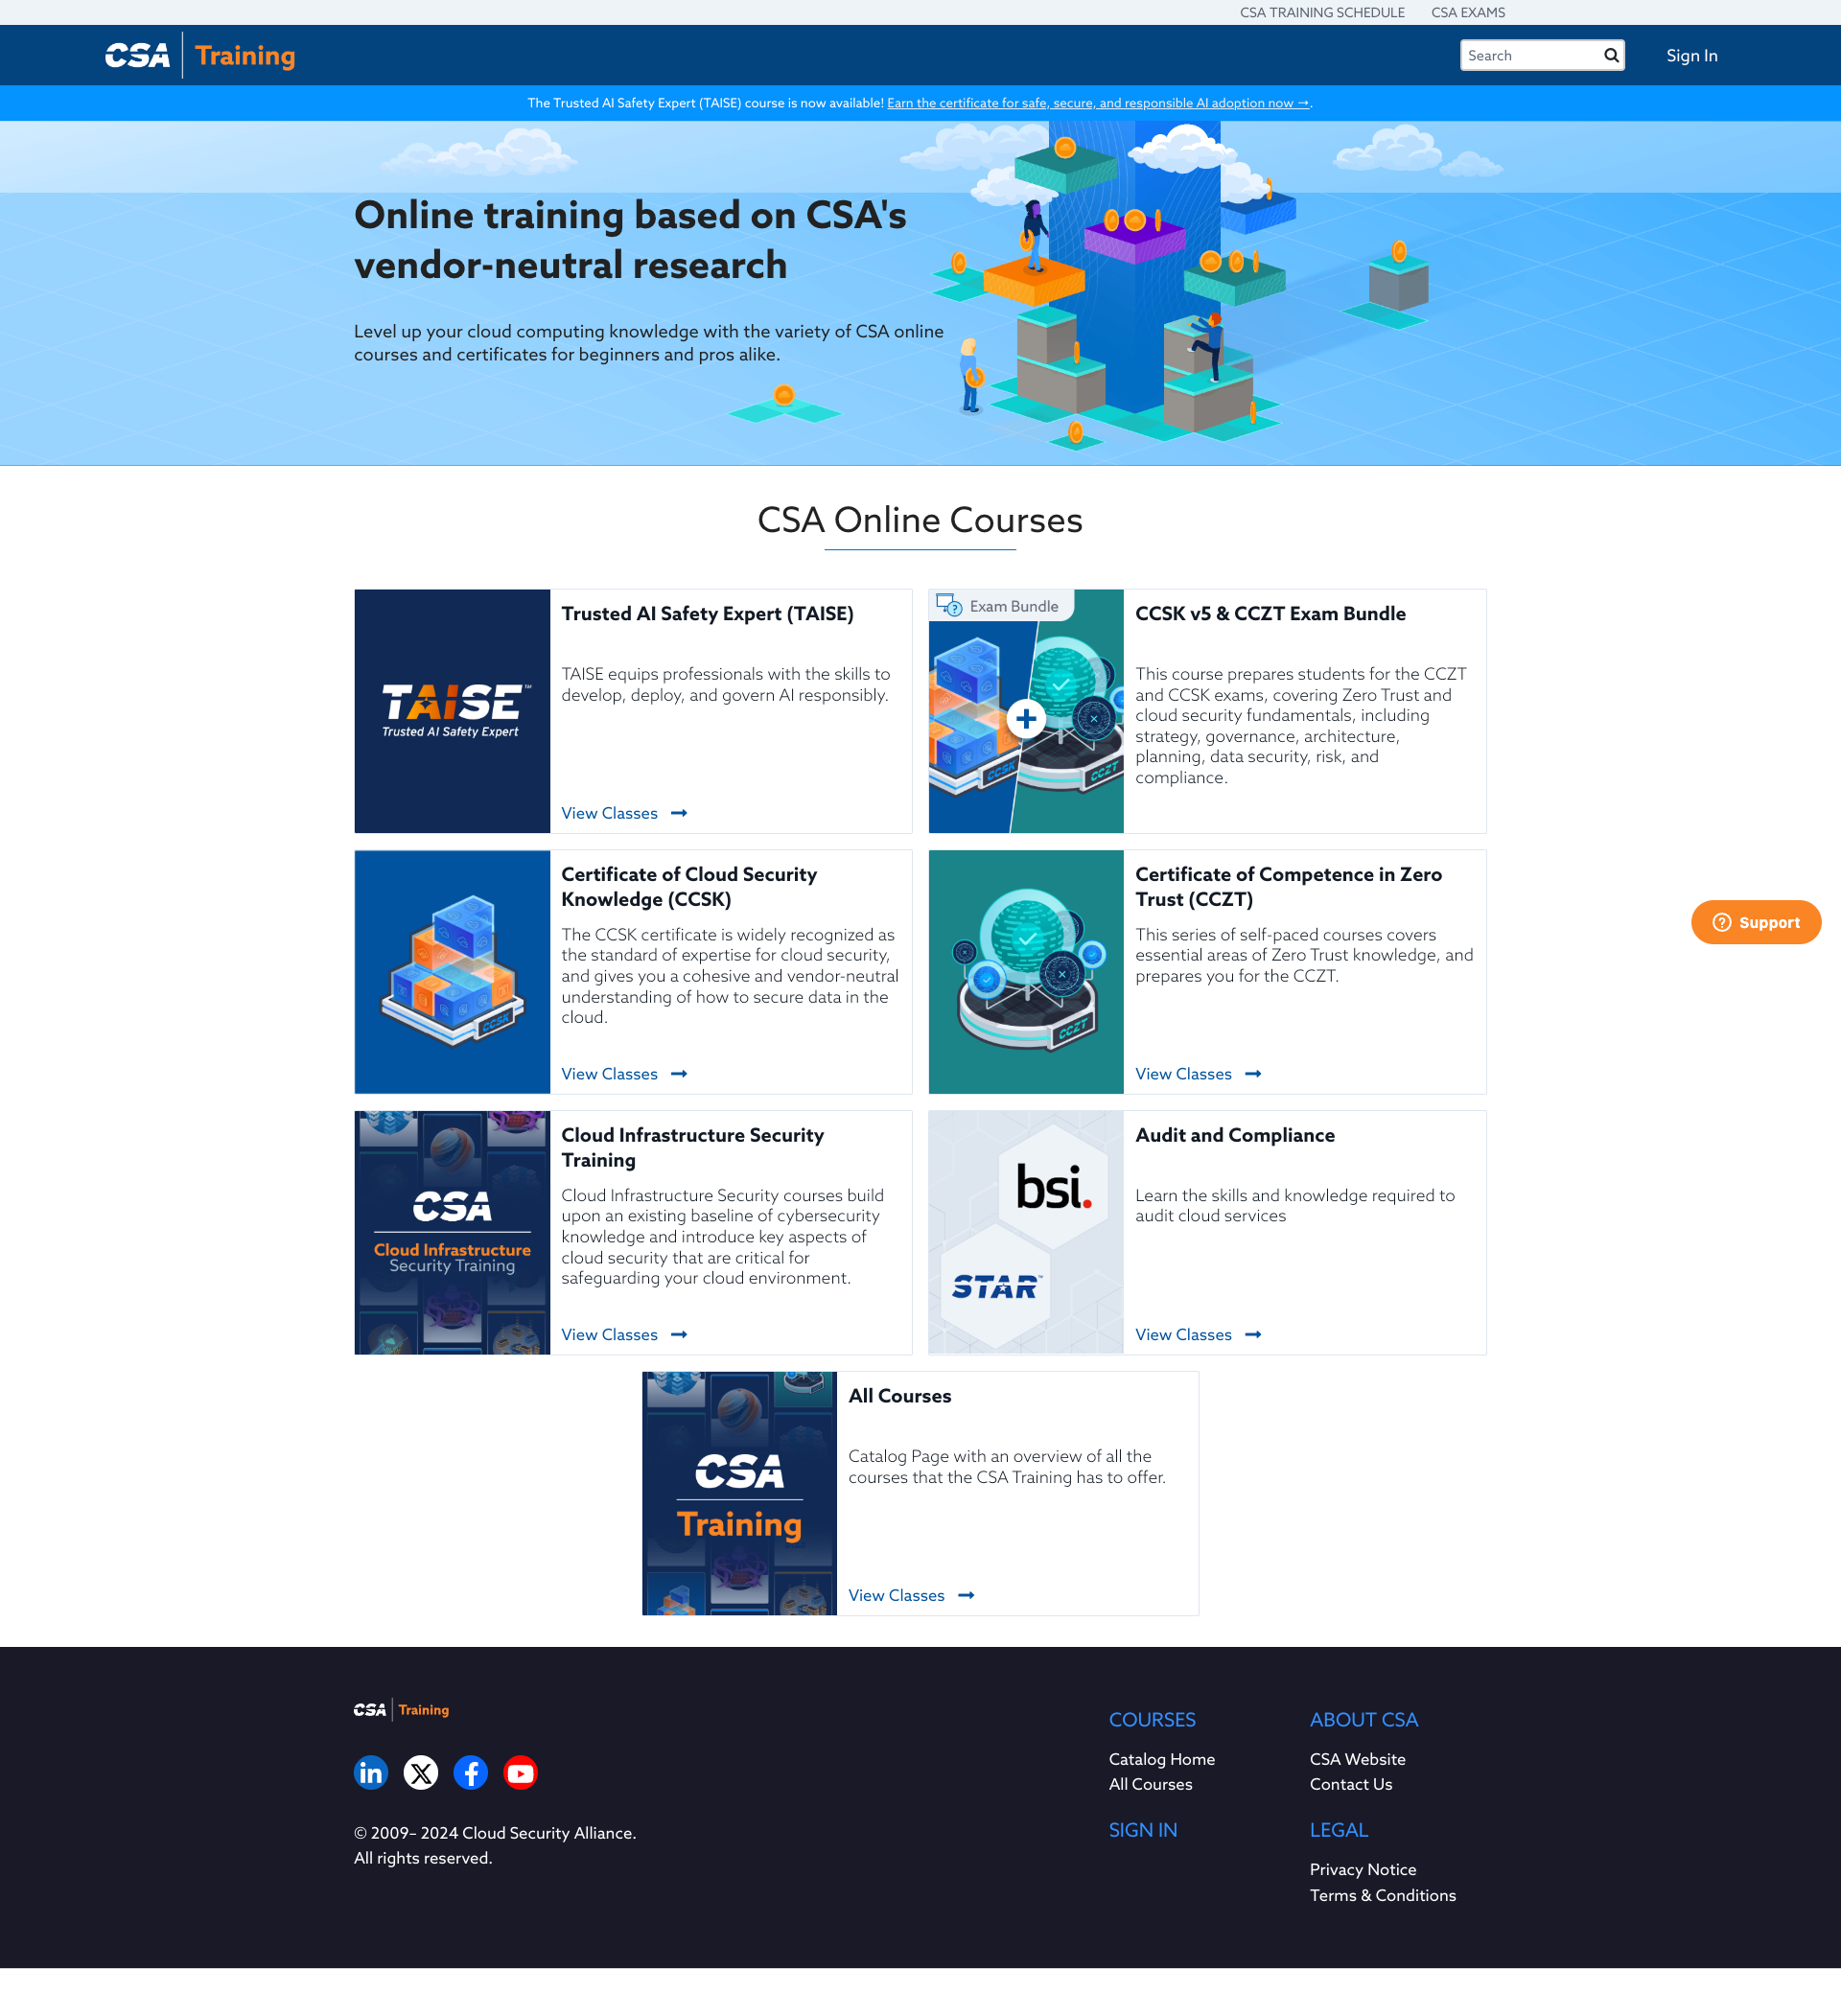 CSA TRAINING SCHEDULE CSA EXAMS
CSA Training
Search
Sign In
The Trusted AI Safety Expert (TAISE) course is now available! Earn the certificate for safe, secure, and responsible AI adoption now →.
Online training based on CSA's
vendor-neutral research
Level up your cloud computing knowledge with the variety of CSA online
courses and certificates for beginners and pros alike.
CSA Online Courses
TAISE™
Trusted AI Safety Expert
Trusted AI Safety Expert (TAISE)
TAISE equips professionals with the skills to
develop, deploy, and govern AI responsibly.
View Classes
Exam Bundle
CCSK
CCZT
CCSK v5 & CCZT Exam Bundle
This course prepares students for the CCZT
and CCSK exams, covering Zero Trust and
cloud security fundamentals, including
strategy, governance, architecture,
planning, data security, risk, and
compliance.
CCSK
Certificate of Cloud Security
Knowledge (CCSK)
The CCSK certificate is widely recognized as
the standard of expertise for cloud security,
and gives you a cohesive and vendor-neutral
understanding of how to secure data in the
cloud.
View Classes
CCZT
Certificate of Competence in Zero
Trust (CCZT)
This series of self-paced courses covers
essential areas of Zero Trust knowledge, and
prepares you for the CCZT.
View Classes
Support
CSA
Cloud Infrastructure
Security Training
Cloud Infrastructure Security
Training
Cloud Infrastructure Security courses build
upon an existing baseline of cybersecurity
knowledge and introduce key aspects of
cloud security that are critical for
safeguarding your cloud environment.
View Classes
bsi.
STAR™
Audit and Compliance
Learn the skills and knowledge required to
audit cloud services
View Classes
CSA
Training
All Courses
Catalog Page with an overview of all the
courses that the CSA Training has to offer.
View Classes
CSA Training
© 2009– 2024 Cloud Security Alliance.
All rights reserved.
COURSES
Catalog Home
All Courses
SIGN IN
ABOUT CSA
CSA Website
Contact Us
LEGAL
Privacy Notice
Terms & Conditions